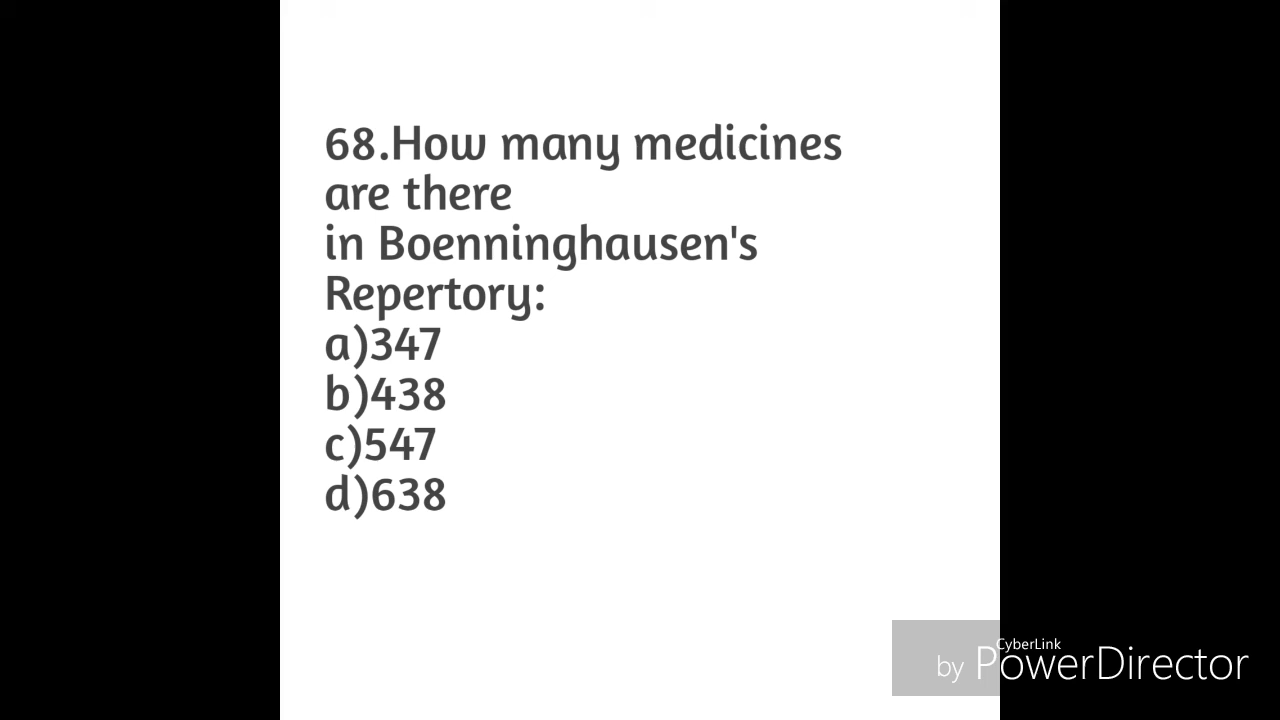 68.How many medicines
are there
in Boenninghausen's
Repertory:
a)347
b)438
c)547
d)638
CyberLink
by PowerDirector